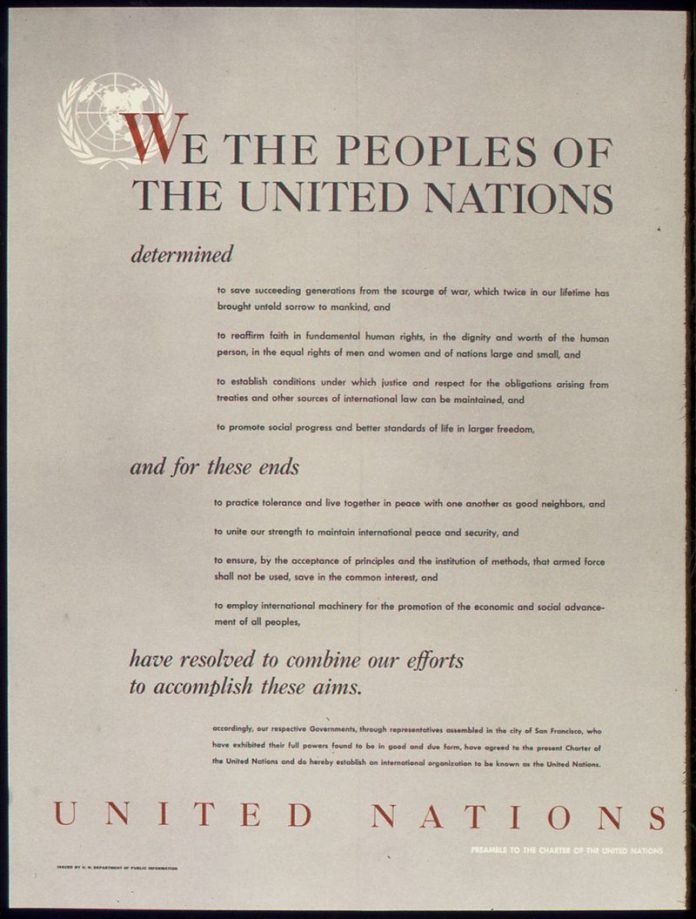 WE THE PEOPLES OF
THE UNITED NATIONS
determined
to save succeeding generations from the scourge of war, which twice in our lifetime has
brought untold sorrow to mankind, and
to reaffirm faith in fundamental human rights, in the dignity and worth of the human
person, in the equal rights of men and women and of nations large and small, and
to establish conditions under which justice and respect for the obligations arising from
treaties and other sources of international law can be maintained, and
to promote social progress and better standards of life in larger freedom,
and for these ends
to practice tolerance and live together in peace with one another as good neighbors, and
to unite our strength to maintain international peace and security, and
to ensure, by the acceptance of principles and the institution of methods, that armed force
shall not be used, save in the common interest, and
to employ international machinery for the promotion of the economic and social advance-
ment of all peoples,
have resolved to combine our efforts
to accomplish these aims.
accordingly, our respective Governments, through representatives assembled in the city of San Francisco, who
have exhibited their full powers found to be in good and due form, have agreed to the present Charter of
the United Nations and do hereby establish an international organization to be known as the United Nations.
UNITED NATIONS
PREAMBLE TO THE CHARTER OF THE UNITED NATIONS
ISSUED BY U. N. DEPARTMENT OF PUBLIC INFORMATION